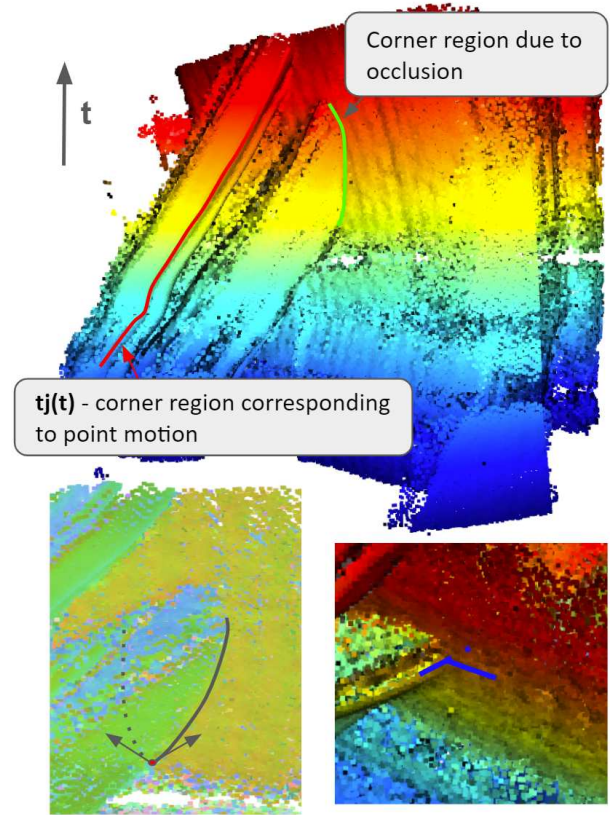 Corner region due to
occlusion
t
tj(t) - corner region corresponding
to point motion